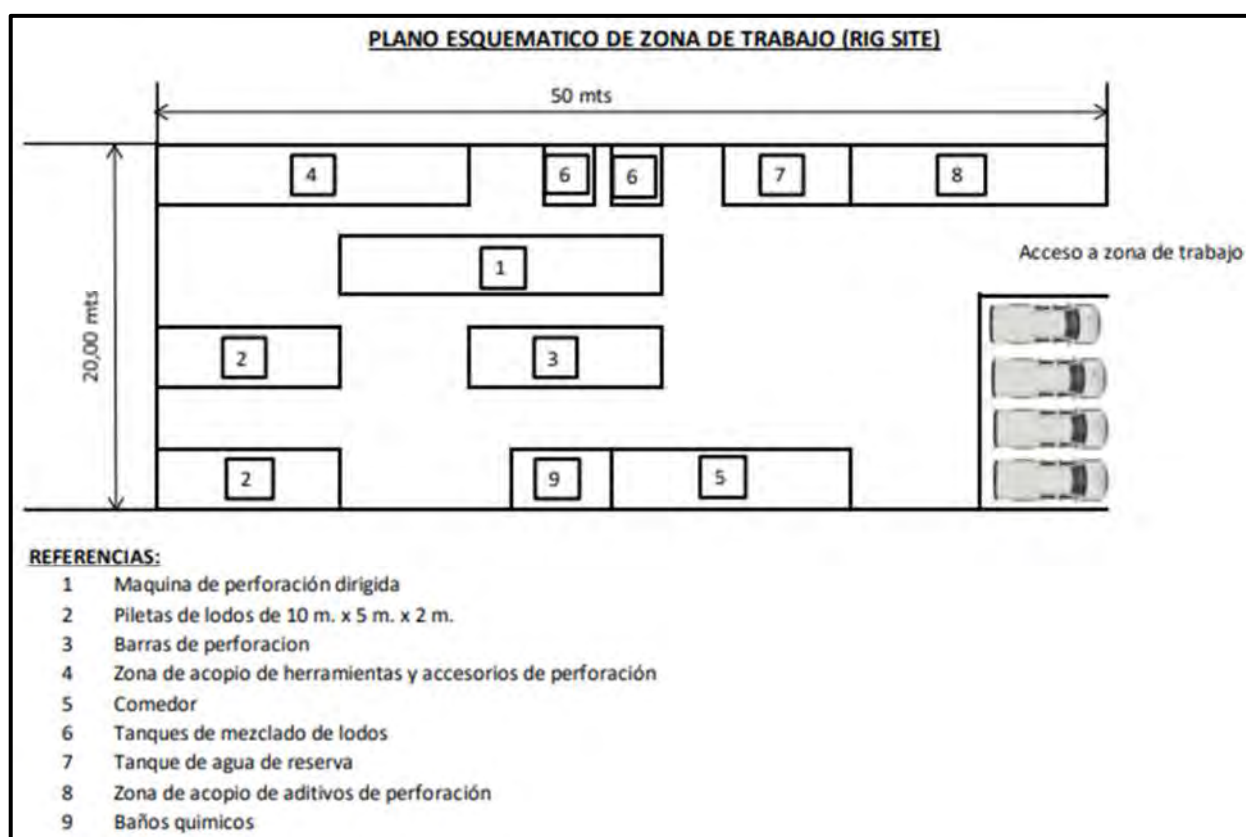 PLANO ESQUEMATICO DE ZONA DE TRABAJO (RIG SITE)
50 mts
4
6
6
7
8
1
Acceso a zona de trabajo
20,00 mts
2
3
2
9
5
REFERENCIAS:
1 Maquina de perforación dirigida
2 Piletas de lodos de 10 m. x 5 m. x 2 m.
3 Barras de perforacion
4 Zona de acopio de herramientas y accesorios de perforación
5 Comedor
6 Tanques de mezclado de lodos
7 Tanque de agua de reserva
8 Zona de acopio de aditivos de perforación
9 Baños quimicos